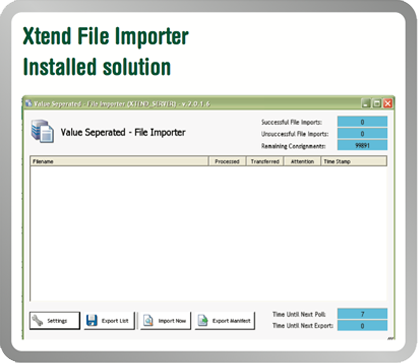 Xtend File Importer
Installed solution
Value Seperated - File Importer (XTEND_SERVER) - v.2.0.1.6
Value Seperated - File Importer
Successful File Imports: 0
Unsuccessful File Imports: 0
Remaining Consignments: 99891
Filename Processed Transferred Attention Time Stamp
Settings Export List Import Now Export Manifest
Time Until Next Poll: 7
Time Until Next Export: 0